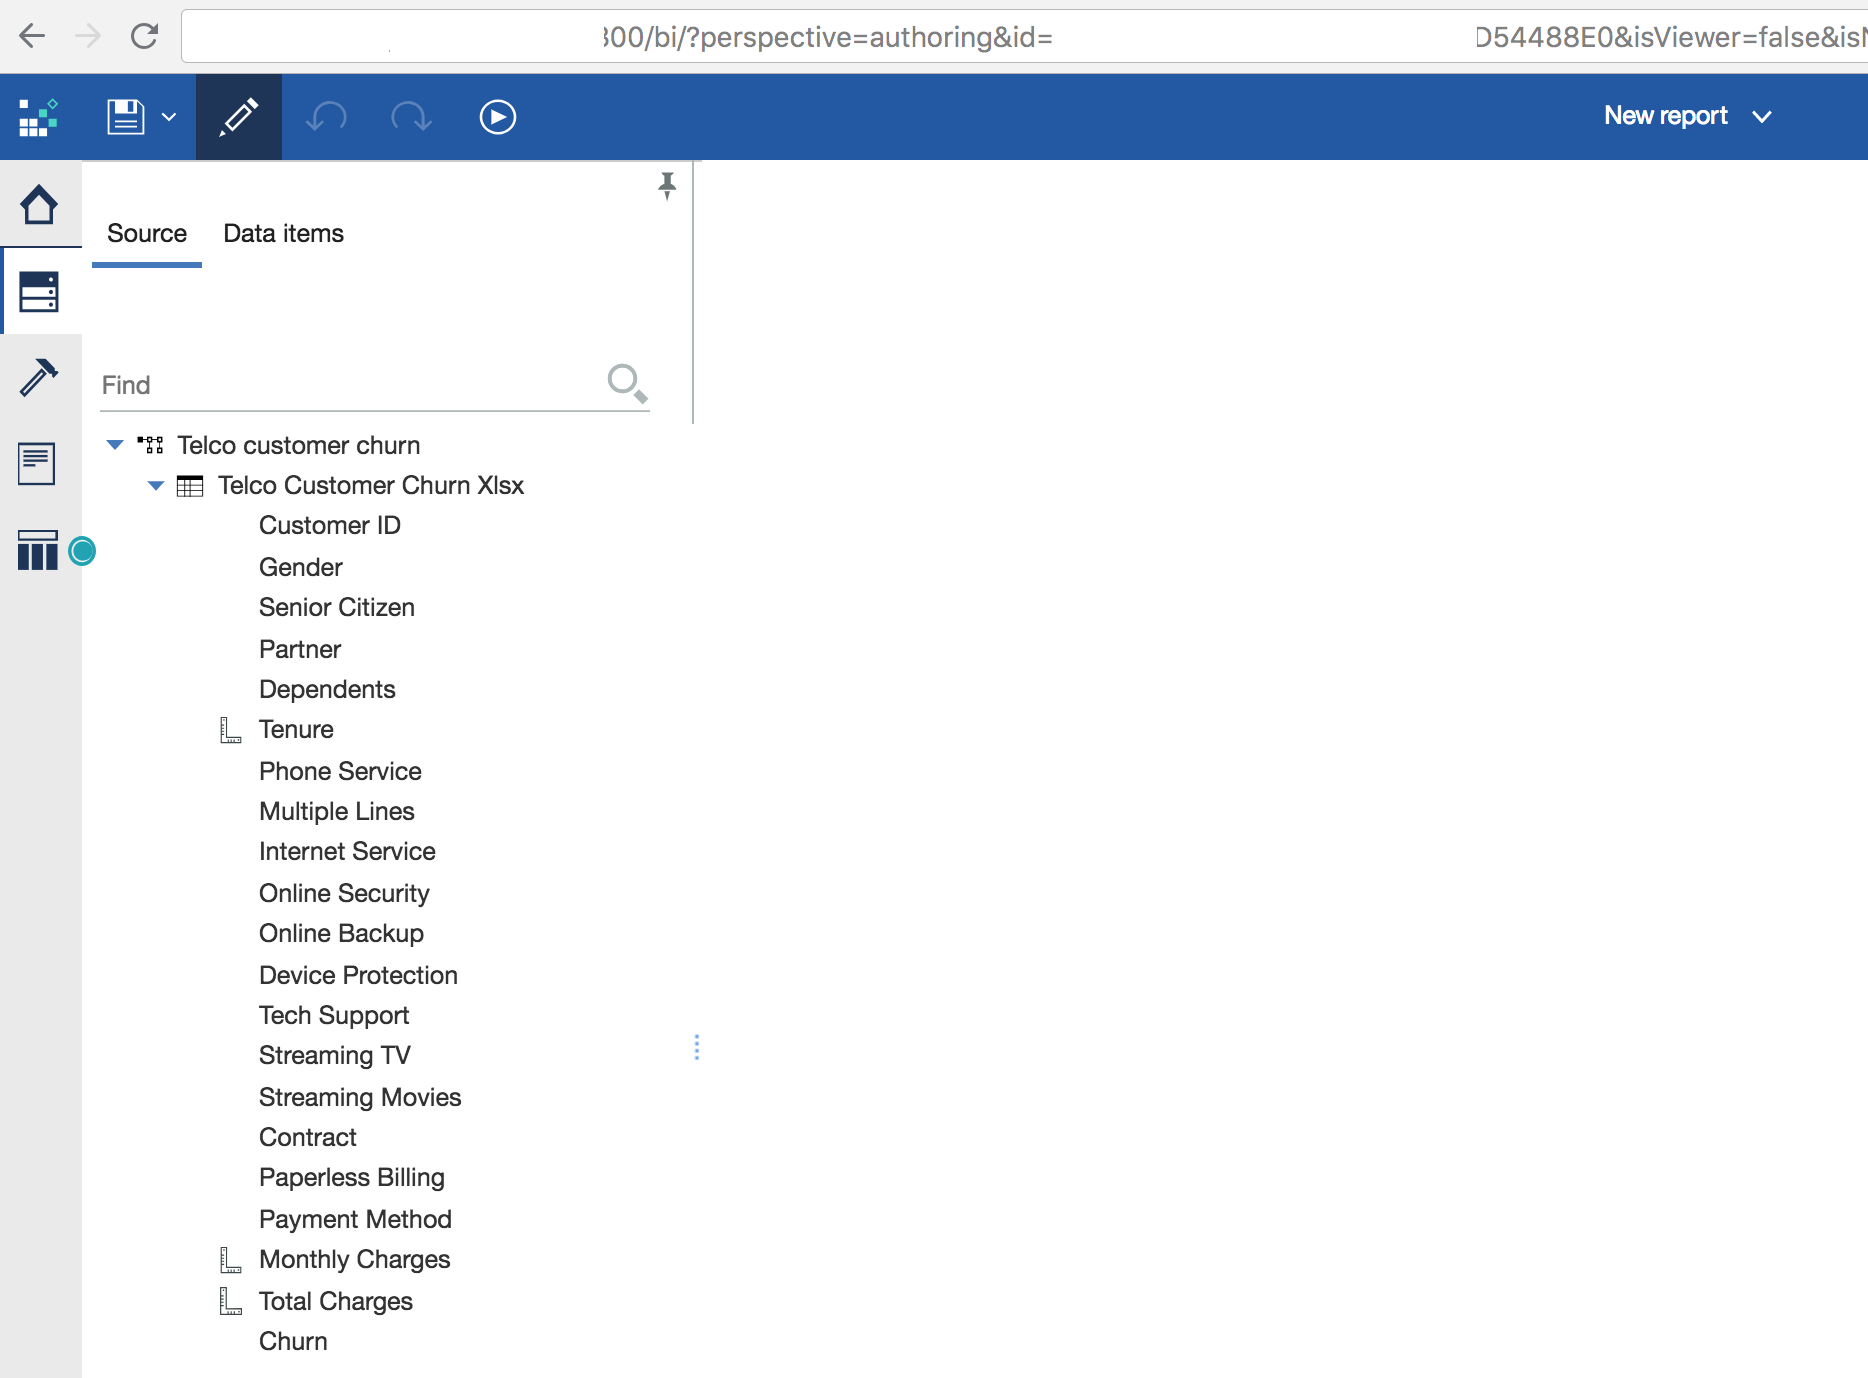 300/bi/?perspective=authoring&id= D54488E0&isViewer=false&is
New report
Source Data items
Find
Telco customer churn
Telco Customer Churn Xlsx
Customer ID
Gender
Senior Citizen
Partner
Dependents
Tenure
Phone Service
Multiple Lines
Internet Service
Online Security
Online Backup
Device Protection
Tech Support
Streaming TV
Streaming Movies
Contract
Paperless Billing
Payment Method
Monthly Charges
Total Charges
Churn